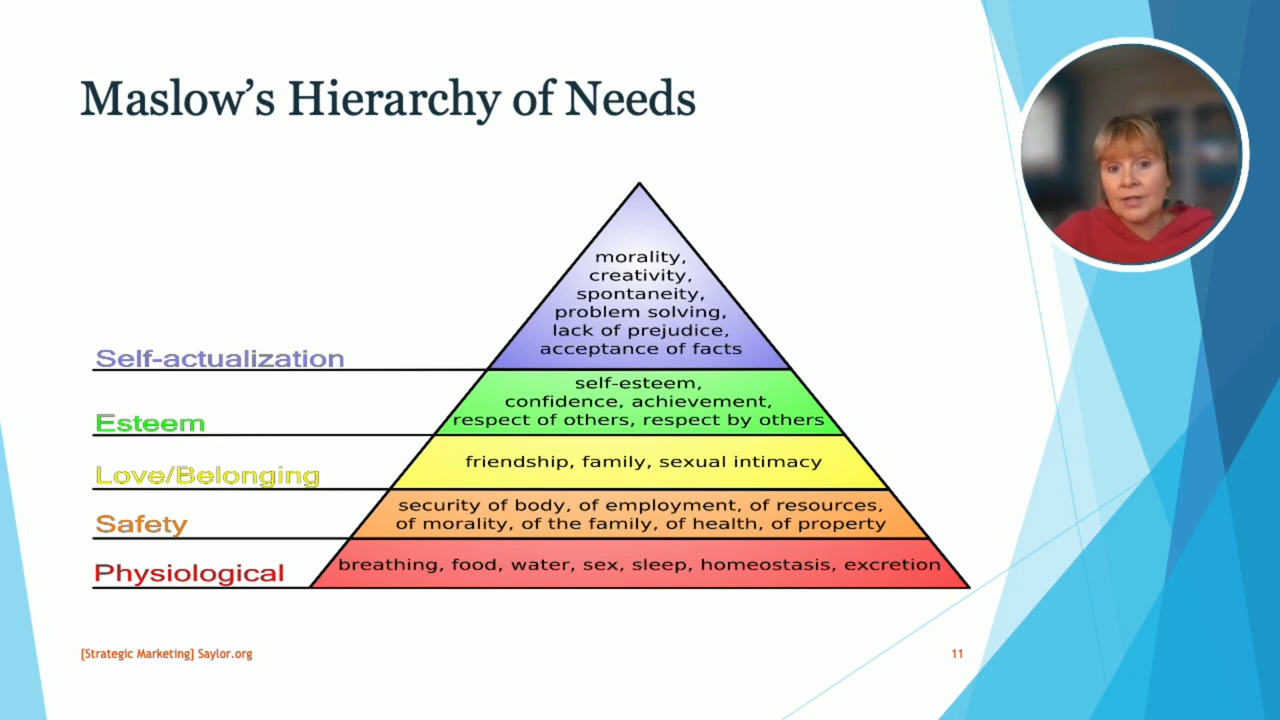 Maslow’s Hierarchy of Needs
morality,
creativity,
spontaneity,
problem solving,
lack of prejudice,
acceptance of facts
Self-actualization
self-esteem,
confidence, achievement,
respect of others, respect by others
Esteem
friendship, family, sexual intimacy
Love/Belonging
security of body, of employment, of resources,
of morality, of the family, of health, of property
Safety
breathing, food, water, sex, sleep, homeostasis, excretion
Physiological
[Strategic Marketing] Saylor.org
11